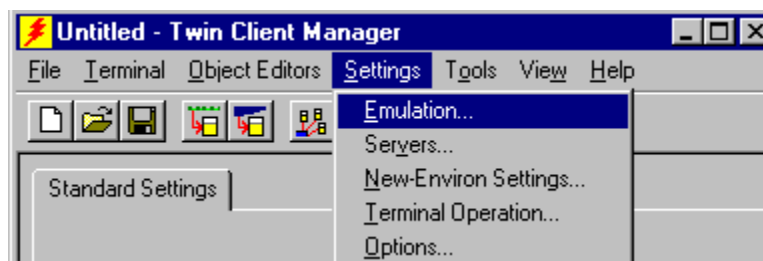 Untitled - Twin Client Manager
File Terminal Object Editors Settings Tools View Help
Emulation...
Servers...
New-Environ Settings...
Standard Settings
Terminal Operation...
Options...